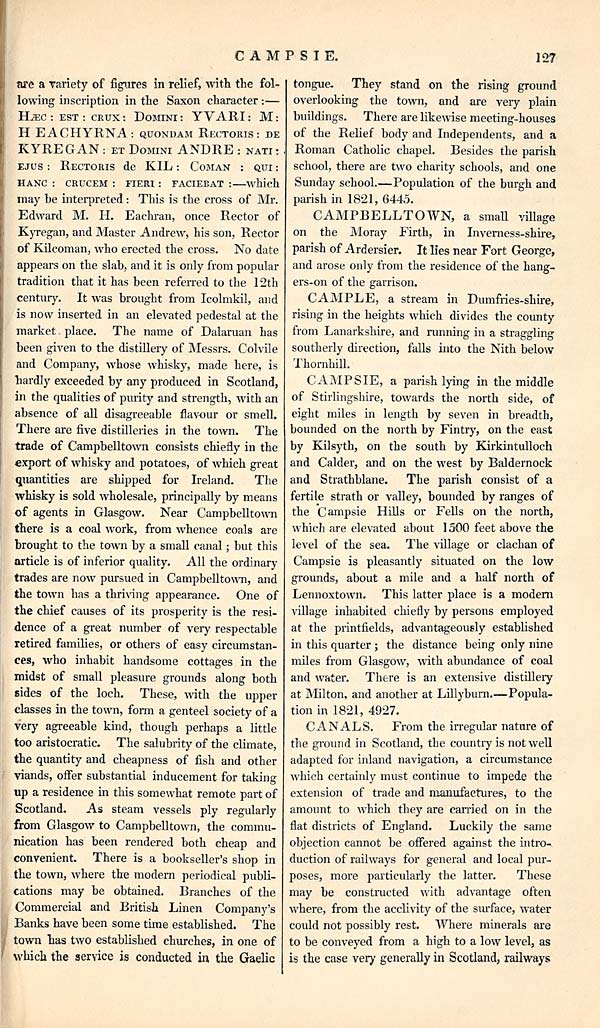 CAMPSIE.
127
are a variety of figures in relief, with the fol-
lowing inscription in the Saxon character :—
HÆC : EST : CRUX : DOMINI : YVARI : M :
H EACHYRNA : QUONDAM RECTORIS : DE
KYREGAN : ET DOMINI ANDRE : NATI :
EJUS : RECTORIS DE KIL : COMAN : QUI :
HANC : CRUCEM : FIERI : FACIEBAT :—which
may be interpreted : This is the cross of Mr.
Edward M. H. Eachran, once Rector of
Kyregan, and Master Andrew, his son, Rector
of Kilcoman, who erected the cross. No date
appears on the slab, and it is only from popular
tradition that it has been referred to the 12th
century. It was brought from Icolmkil, and
is now inserted in an elevated pedestal at the
market place. The name of Dalaruan has
been given to the distillery of Messrs. Colvile
and Company, whose whisky, made here, is
hardly exceeded by any produced in Scotland,
in the qualities of purity and strength, with an
absence of all disagreeable flavour or smell.
There are five distilleries in the town. The
trade of Campbelltown consists chiefly in the
export of whisky and potatoes, of which great
quantities are shipped for Ireland. The
whisky is sold wholesale, principally by means
of agents in Glasgow. Near Campbelltown
there is a coal work, from whence coals are
brought to the town by a small canal ; but this
article is of inferior quality. All the ordinary
trades are now pursued in Campbelltown, and
the town has a thriving appearance. One of
the chief causes of its prosperity is the resi-
dence of a great number of very respectable
retired families, or others of easy circumstan-
ces, who inhabit handsome cottages in the
midst of small pleasure grounds along both
sides of the loch. These, with the upper
classes in the town, form a genteel society of a
very agreeable kind, though perhaps a little
too aristocratic. The salubrity of the climate,
the quantity and cheapness of fish and other
viands, offer substantial inducement for taking
up a residence in this somewhat remote part of
Scotland. As steam vessels ply regularly
from Glasgow to Campbelltown, the commu-
nication has been rendered both cheap and
convenient. There is a bookseller's shop in
the town, where the modern periodical publi-
cations may be obtained. Branches of the
Commercial and British Linen Company's
Banks have been some time established. The
town has two established churches, in one of
which the service is conducted in the Gaelic
tongue. They stand on the rising ground
overlooking the town, and are very plain
buildings. There are likewise meeting-houses
of the Relief body and Independents, and a
Roman Catholic chapel. Besides the parish
school, there are two charity schools, and one
Sunday school.—Population of the burgh and
parish in 1821, 6445.
CAMPBELLTOWN, a small village
on the Moray Firth, in Inverness-shire,
parish of Ardersier. It lies near Fort George,
and arose only from the residence of the hang-
ers-on of the garrison.
CAMPLE, a stream in Dumfries-shire,
rising in the heights which divides the county
from Lanarkshire, and running in a straggling
southerly direction, falls into the Nith below
Thornhill.
CAMPSIE, a parish lying in the middle
of Stirlingshire, towards the north side, of
eight miles in length by seven in breadth,
bounded on the north by Fintry, on the east
by Kilsyth, on the south by Kirkintulloch
and Calder, and on the west by Baldernock
and Strathblane. The parish consist of a
fertile strath or valley, bounded by ranges of
the Campsie Hills or Fells on the north,
which are elevated about 1500 feet above the
level of the sea. The village or clachan of
Campsie is pleasantly situated on the low
grounds, about a mile and a half north of
Lennoxtown. This latter place is a modern
village inhabited chiefly by persons employed
at the printfields, advantageously established
in this quarter ; the distance being only nine
miles from Glasgow, with abundance of coal
and water. There is an extensive distillery
at Milton, and another at Lillyburn.—Popula-
tion in 1821, 4927.
CANALS. From the irregular nature of
the ground in Scotland, the country is not well
adapted for inland navigation, a circumstance
which certainly must continue to impede the
extension of trade and manufactures, to the
amount to which they are carried on in the
flat districts of England. Luckily the same
objection cannot be offered against the intro-
duction of railways for general and local pur-
poses, more particularly the latter. These
may be constructed with advantage often
where, from the acclivity of the surface, water
could not possibly rest. Where minerals are
to be conveyed from a high to a low level, as
is the case very generally in Scotland, railways